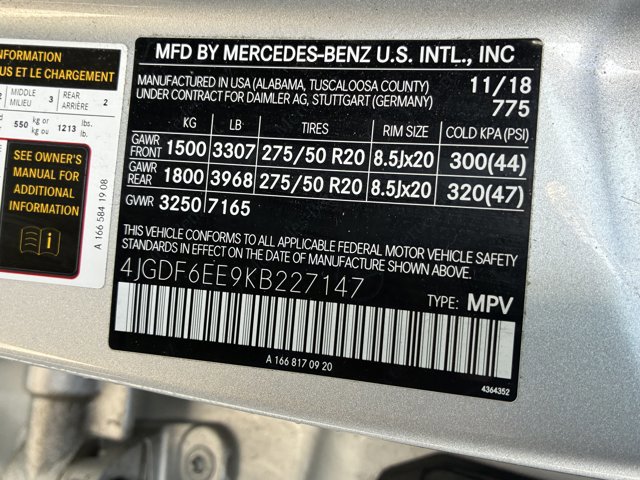 INFORMATION
US ET LE CHARGEMENT
2 MIDDLE MILIEU 3 REAR ARRIÈRE 2
550 kg or kg ou 1213 lbs. lb.
SEE OWNER'S
MANUAL FOR
ADDITIONAL
INFORMATION
A 166 584 19 08
MFD BY MERCEDES-BENZ U.S. INTL., INC
MANUFACTURED IN USA (ALABAMA, TUSCALOOSA COUNTY) 11/18
UNDER CONTRACT FOR DAIMLER AG, STUTTGART (GERMANY) 775
KG LB TIRES RIM SIZE COLD KPA (PSI)
GAWR FRONT 1500 3307 275/50 R20 8.5Jx20 300(44)
GAWR REAR 1800 3968 275/50 R20 8.5Jx20 320(47)
GVWR 3250 7165
THIS VEHICLE CONFORMS TO ALL APPLICABLE FEDERAL MOTOR VEHICLE SAFETY
STANDARDS IN EFFECT ON THE DATE OF MANUFACTURE SHOWN ABOVE.
4JGDF6EE9KB227147
TYPE: MPV
A 166 817 09 20
4364352